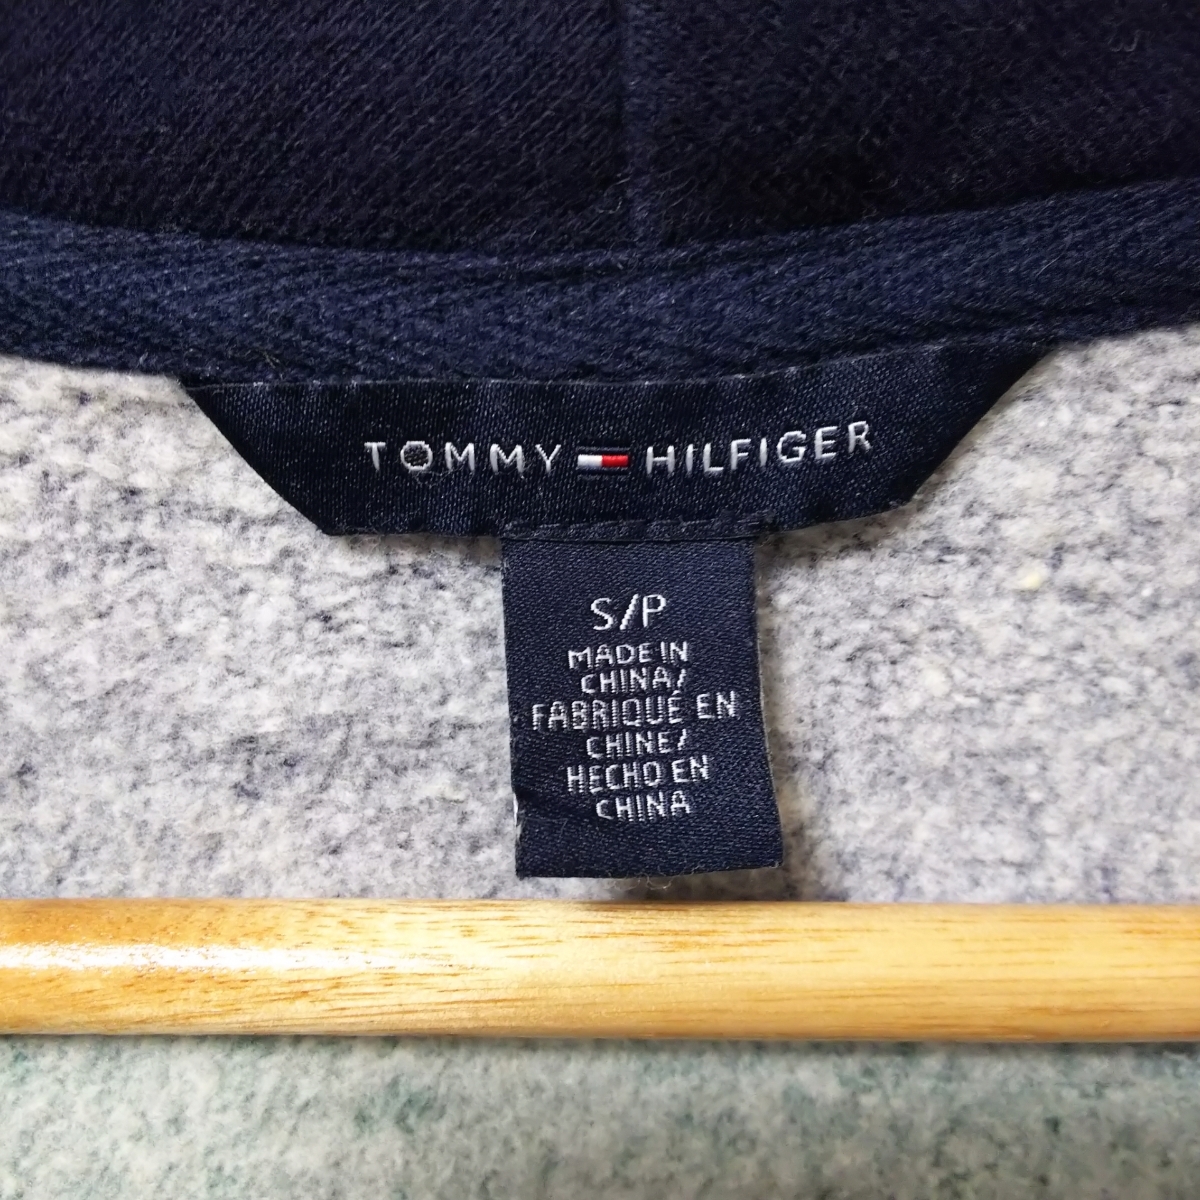 TOMMY HILFIGER
S/P
MADE IN
CHINA/
FABRIQUÉ EN
CHINE/
HECHO EN
CHINA